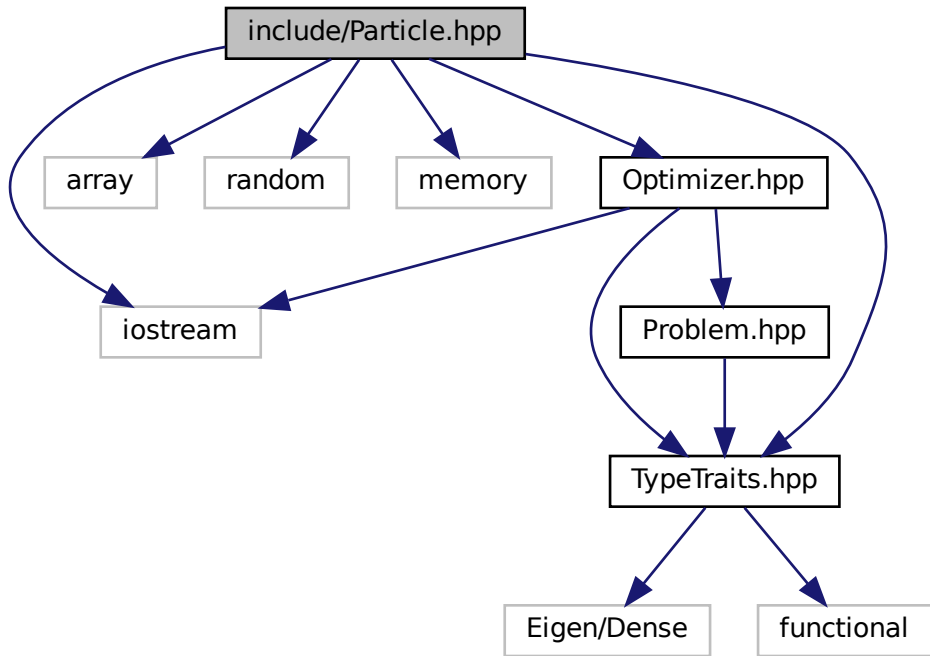 include/Particle.hpp
array
random
memory
Optimizer.hpp
iostream
Problem.hpp
TypeTraits.hpp
Eigen/Dense
functional